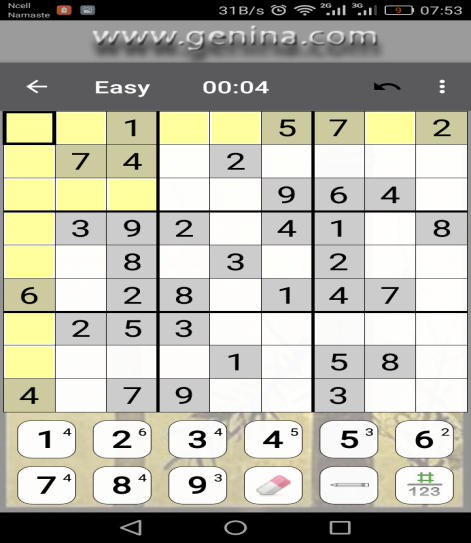 Ncell 31B/s 2G 3G 9 07:53
Namaste
www.genina.com
Easy 00:04
1 5 7 2
7 4 2
9 6 4
3 9 2 4 1 8
8 3 2
6 2 8 1 4 7
2 5 3
1 5 8
4 7 9 3
1 4 2 6 3 4 4 5 5 3 6 2
7 4 8 4 9 3 # 123